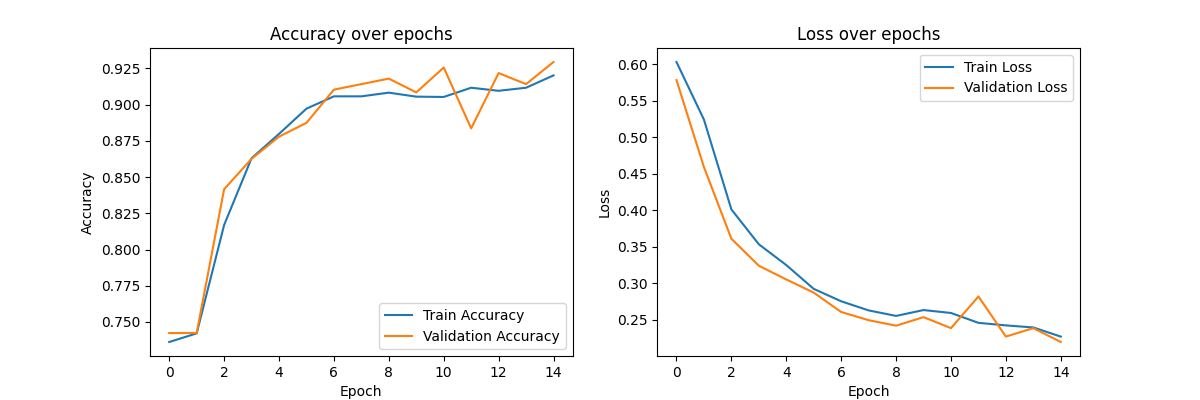 Accuracy over epochs
Accuracy
0.925
0.900
0.875
0.850
0.825
0.800
0.775
0.750
Train Accuracy
Validation Accuracy
0 2 4 6 8 10 12 14
Epoch
Loss over epochs
Loss
0.60
0.55
0.50
0.45
0.40
0.35
0.30
0.25
Train Loss
Validation Loss
0 2 4 6 8 10 12 14
Epoch